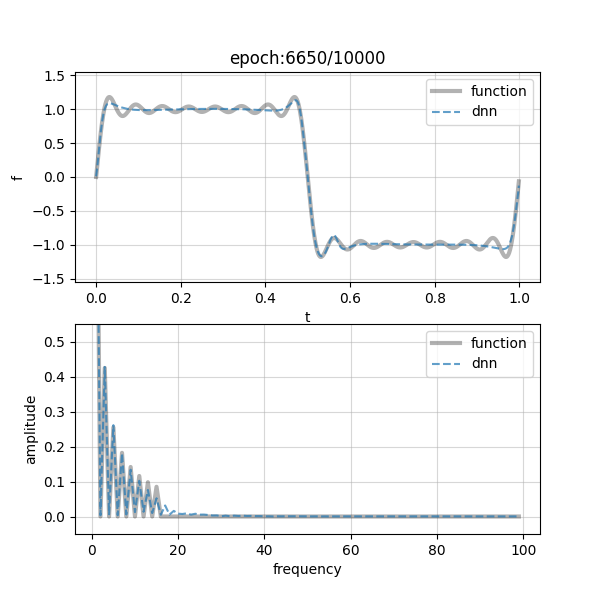 epoch:6650/10000
1.5
1.0
0.5
0.0
−0.5
−1.0
−1.5
f
function
dnn
0.0 0.2 0.4 0.6 0.8 1.0
t
0.5
0.4
0.3
0.2
0.1
0.0
amplitude
function
dnn
0 20 40 60 80 100
frequency